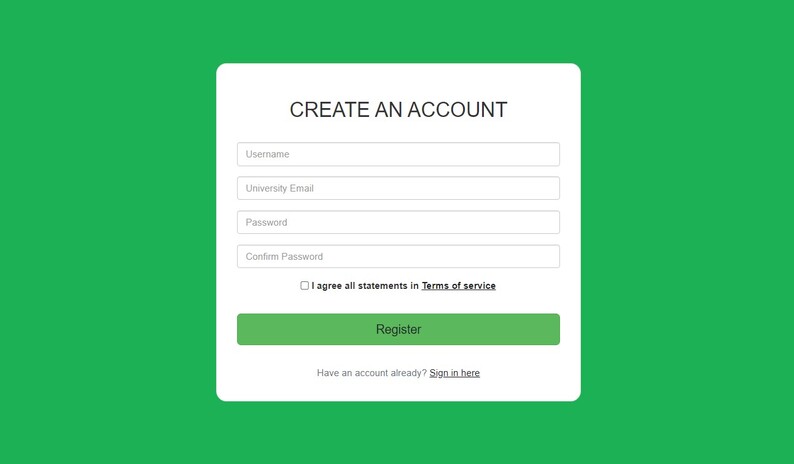 CREATE AN ACCOUNT
Username
University Email
Password
Confirm Password
I agree all statements in Terms of service
Register
Have an account already? Sign in here